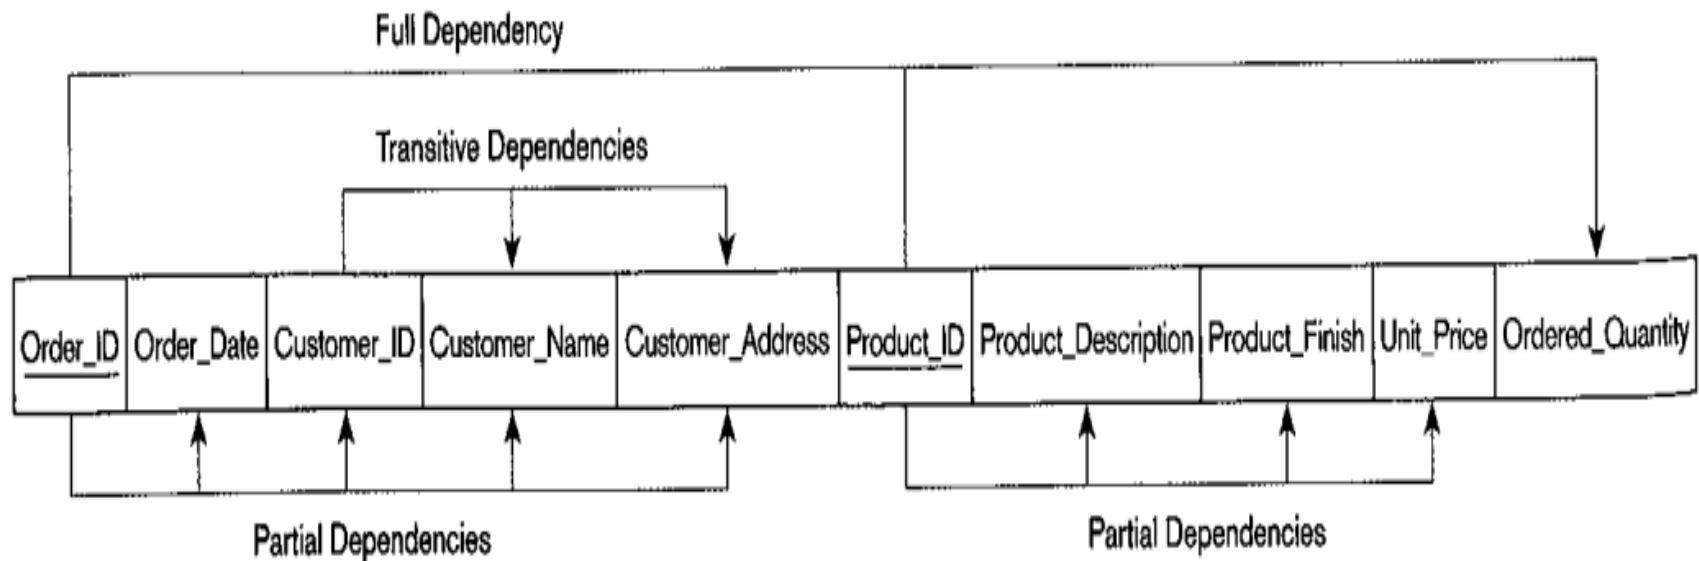 Full Dependency
Transitive Dependencies
Order_ID Order_Date Customer_ID Customer_Name Customer_Address Product_ID Product_Description Product_Finish Unit_Price Ordered_Quantity
Partial Dependencies Partial Dependencies